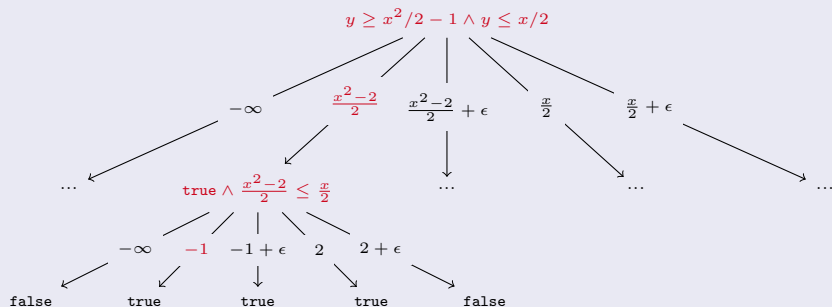 y ≥ x²/2 − 1 ∧ y ≤ x/2
−∞ (x²−2)/2 (x²−2)/2 + ϵ x/2 x/2 + ϵ
... true ∧ (x²−2)/2 ≤ x/2 ... ... ...
−∞ −1 −1 + ϵ 2 2 + ϵ
false true true true false